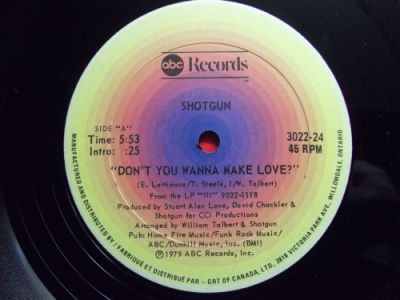 abc Records
SHOTGUN
SIDE "A"
Time: 5:53
Intro: :25
3022-24
45 RPM
"DON'T YOU WANNA MAKE LOVE?"
(E. Lattimore/T. Steels, I/W. Talbert)
From the LP "III" 9022-1118
Produced by Stuart Alan Love, David Chackler &
Shotgun for CCI Productions
Arranged by William Talbert & Shotgun
Pub: Home Fire Music/Funk Rock Music/
ABC/Dunhill Music, Inc. (BMI)
Ⓟ1979 ABC Records, Inc.
MANUFACTURED AND DISTRIBUTED BY / FABRIQUÉ ET DISTRIBUÉ PAR - GRT OF CANADA, LTD. 3816 VICTORIA PARK AVE. WILLOWDALE, ONTARIO